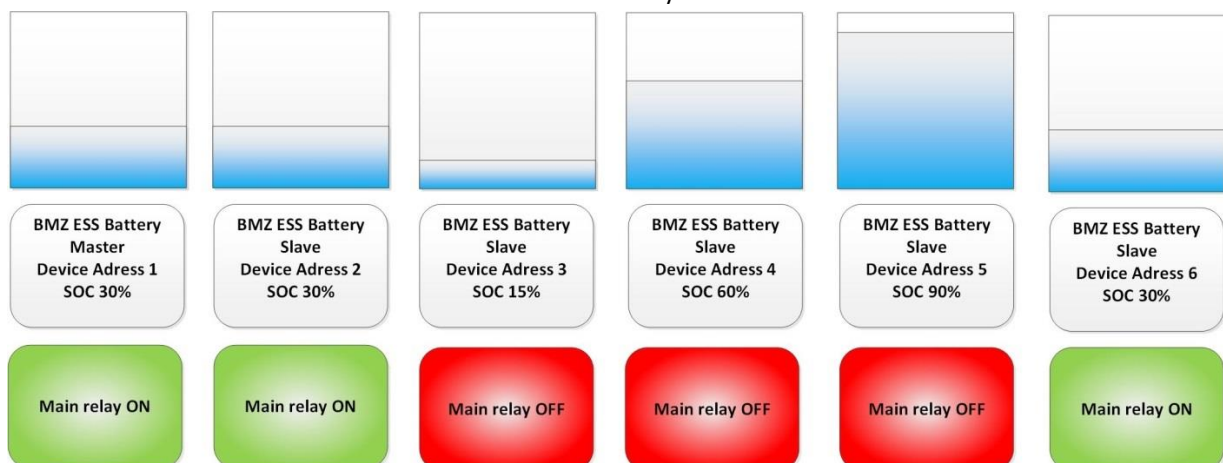 BMZ ESS Battery
Master
Device Adress 1
SOC 30%
BMZ ESS Battery
Slave
Device Adress 2
SOC 30%
BMZ ESS Battery
Slave
Device Adress 3
SOC 15%
BMZ ESS Battery
Slave
Device Adress 4
SOC 60%
BMZ ESS Battery
Slave
Device Adress 5
SOC 90%
BMZ ESS Battery
Slave
Device Adress 6
SOC 30%
Main relay ON
Main relay ON
Main relay OFF
Main relay OFF
Main relay OFF
Main relay ON